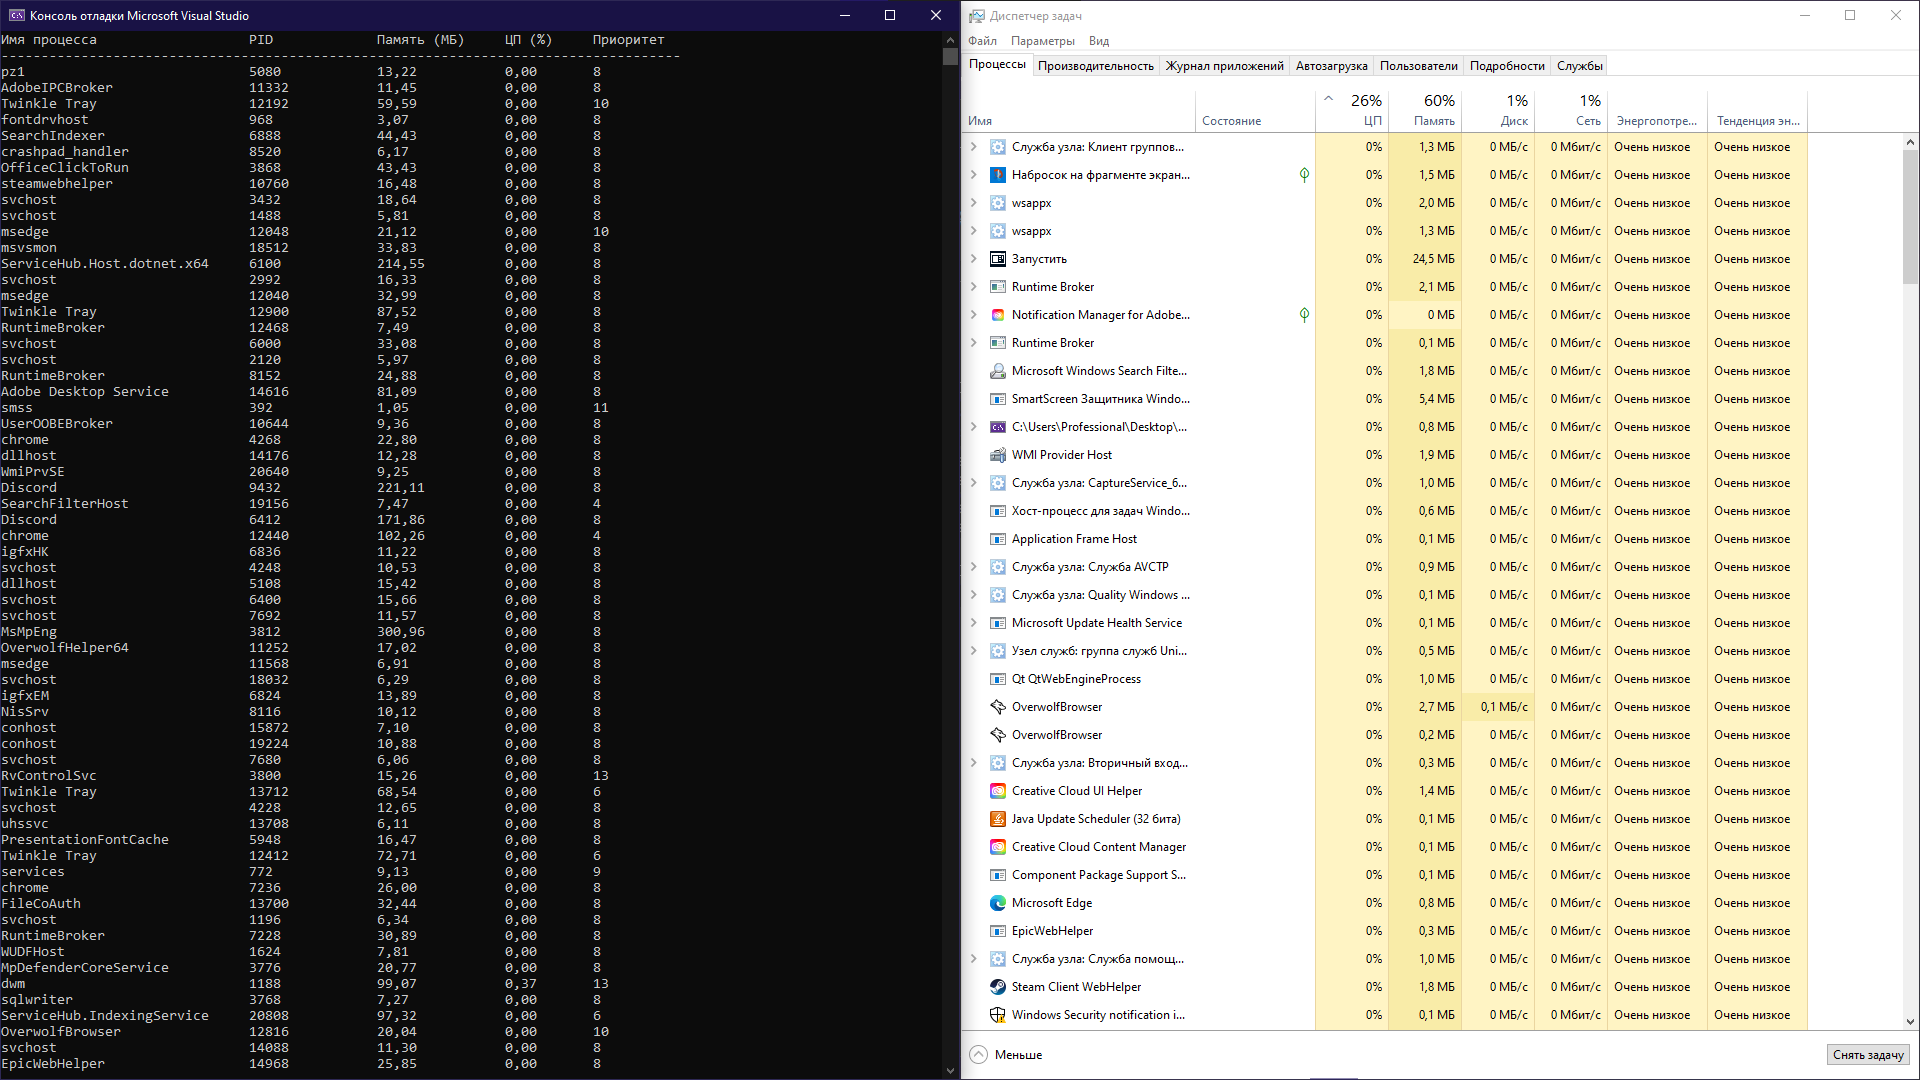 Консоль отладки Microsoft Visual Studio
Имя процесса PID Память (МБ) ЦП (%) Приоритет
-------------------------------------------------------------------------------------
pz1 5080 13,22 0,00 8
AdobeIPCBroker 11332 11,45 0,00 8
Twinkle Tray 12192 59,59 0,00 10
fontdrvhost 968 3,07 0,00 8
SearchIndexer 6888 44,43 0,00 8
crashpad_handler 8520 6,17 0,00 8
OfficeClickToRun 3868 43,43 0,00 8
steamwebhelper 10760 16,48 0,00 8
svchost 3432 18,64 0,00 8
svchost 1488 5,81 0,00 8
msedge 12048 21,12 0,00 10
msvsmon 18512 33,83 0,00 8
ServiceHub.Host.dotnet.x64 6100 214,55 0,00 8
svchost 2992 16,33 0,00 8
msedge 12040 32,99 0,00 8
Twinkle Tray 12900 87,52 0,00 8
RuntimeBroker 12468 7,49 0,00 8
svchost 6000 33,08 0,00 8
svchost 2120 5,97 0,00 8
RuntimeBroker 8152 24,88 0,00 8
Adobe Desktop Service 14616 81,09 0,00 8
smss 392 1,05 0,00 11
UserOOBEBroker 10644 9,36 0,00 8
chrome 4268 22,80 0,00 8
dllhost 14176 12,28 0,00 8
WmiPrvSE 20640 9,25 0,00 8
Discord 9432 221,11 0,00 8
SearchFilterHost 19156 7,47 0,00 4
Discord 6412 171,86 0,00 8
chrome 12440 102,26 0,00 4
igfxHK 6836 11,22 0,00 8
svchost 4248 10,53 0,00 8
dllhost 5108 15,42 0,00 8
svchost 6400 15,66 0,00 8
svchost 7692 11,57 0,00 8
MsMpEng 3812 300,96 0,00 8
OverwolfHelper64 11252 17,02 0,00 8
msedge 11568 6,91 0,00 8
svchost 18032 6,29 0,00 8
igfxEM 6824 13,89 0,00 8
NisSrv 8116 10,12 0,00 8
conhost 15872 7,10 0,00 8
conhost 19224 10,88 0,00 8
svchost 7680 6,06 0,00 8
RvControlSvc 3800 15,26 0,00 13
Twinkle Tray 13712 68,54 0,00 6
svchost 4228 12,65 0,00 8
uhssvc 13708 6,11 0,00 8
PresentationFontCache 5948 16,47 0,00 8
Twinkle Tray 12412 72,71 0,00 6
services 772 9,13 0,00 9
chrome 7236 26,00 0,00 8
FileCoAuth 13700 32,44 0,00 8
svchost 1196 6,34 0,00 8
RuntimeBroker 7228 30,89 0,00 8
WUDFHost 1624 7,81 0,00 8
MpDefenderCoreService 3776 20,77 0,00 8
dwm 1188 99,07 0,37 13
sqlwriter 3768 7,27 0,00 8
ServiceHub.IndexingService 20808 97,32 0,00 6
OverwolfBrowser 12816 20,04 0,00 10
svchost 14088 11,30 0,00 8
EpicWebHelper 14968 25,85 0,00 8
Диспетчер задач
Файл Параметры Вид
Процессы Производительность Журнал приложений Автозагрузка Пользователи Подробности Службы
26% 60% 1% 1%
Имя Состояние ЦП Память Диск Сеть Энергопотре... Тенденция эн...
Служба узла: Клиент группов... 0% 1,3 МБ 0 МБ/с 0 Мбит/с Очень низкое Очень низкое
Набросок на фрагменте экран... 0% 1,5 МБ 0 МБ/с 0 Мбит/с Очень низкое Очень низкое
wsappx 0% 2,0 МБ 0 МБ/с 0 Мбит/с Очень низкое Очень низкое
wsappx 0% 1,3 МБ 0 МБ/с 0 Мбит/с Очень низкое Очень низкое
Запустить 0% 24,5 МБ 0 МБ/с 0 Мбит/с Очень низкое Очень низкое
Runtime Broker 0% 2,1 МБ 0 МБ/с 0 Мбит/с Очень низкое Очень низкое
Notification Manager for Adobe... 0% 0 МБ 0 МБ/с 0 Мбит/с Очень низкое Очень низкое
Runtime Broker 0% 0,1 МБ 0 МБ/с 0 Мбит/с Очень низкое Очень низкое
Microsoft Windows Search Filte... 0% 1,8 МБ 0 МБ/с 0 Мбит/с Очень низкое Очень низкое
SmartScreen Защитника Windo... 0% 5,4 МБ 0 МБ/с 0 Мбит/с Очень низкое Очень низкое
C:\Users\Professional\Desktop\... 0% 0,8 МБ 0 МБ/с 0 Мбит/с Очень низкое Очень низкое
WMI Provider Host 0% 1,9 МБ 0 МБ/с 0 Мбит/с Очень низкое Очень низкое
Служба узла: CaptureService_6... 0% 1,0 МБ 0 МБ/с 0 Мбит/с Очень низкое Очень низкое
Хост-процесс для задач Windo... 0% 0,6 МБ 0 МБ/с 0 Мбит/с Очень низкое Очень низкое
Application Frame Host 0% 0,1 МБ 0 МБ/с 0 Мбит/с Очень низкое Очень низкое
Служба узла: Служба AVCTP 0% 0,9 МБ 0 МБ/с 0 Мбит/с Очень низкое Очень низкое
Служба узла: Quality Windows ... 0% 0,1 МБ 0 МБ/с 0 Мбит/с Очень низкое Очень низкое
Microsoft Update Health Service 0% 0,1 МБ 0 МБ/с 0 Мбит/с Очень низкое Очень низкое
Узел служб: группа служб Uni... 0% 0,5 МБ 0 МБ/с 0 Мбит/с Очень низкое Очень низкое
Qt QtWebEngineProcess 0% 1,0 МБ 0 МБ/с 0 Мбит/с Очень низкое Очень низкое
OverwolfBrowser 0% 2,7 МБ 0,1 МБ/с 0 Мбит/с Очень низкое Очень низкое
OverwolfBrowser 0% 0,2 МБ 0 МБ/с 0 Мбит/с Очень низкое Очень низкое
Служба узла: Вторичный вход... 0% 0,3 МБ 0 МБ/с 0 Мбит/с Очень низкое Очень низкое
Creative Cloud UI Helper 0% 1,4 МБ 0 МБ/с 0 Мбит/с Очень низкое Очень низкое
Java Update Scheduler (32 бита) 0% 0,1 МБ 0 МБ/с 0 Мбит/с Очень низкое Очень низкое
Creative Cloud Content Manager 0% 0,1 МБ 0 МБ/с 0 Мбит/с Очень низкое Очень низкое
Component Package Support S... 0% 0,1 МБ 0 МБ/с 0 Мбит/с Очень низкое Очень низкое
Microsoft Edge 0% 0,8 МБ 0 МБ/с 0 Мбит/с Очень низкое Очень низкое
EpicWebHelper 0% 0,3 МБ 0 МБ/с 0 Мбит/с Очень низкое Очень низкое
Служба узла: Служба помощ... 0% 1,0 МБ 0 МБ/с 0 Мбит/с Очень низкое Очень низкое
Steam Client WebHelper 0% 1,8 МБ 0 МБ/с 0 Мбит/с Очень низкое Очень низкое
Windows Security notification i... 0% 0,1 МБ 0 МБ/с 0 Мбит/с Очень низкое Очень низкое
Меньше Снять задачу